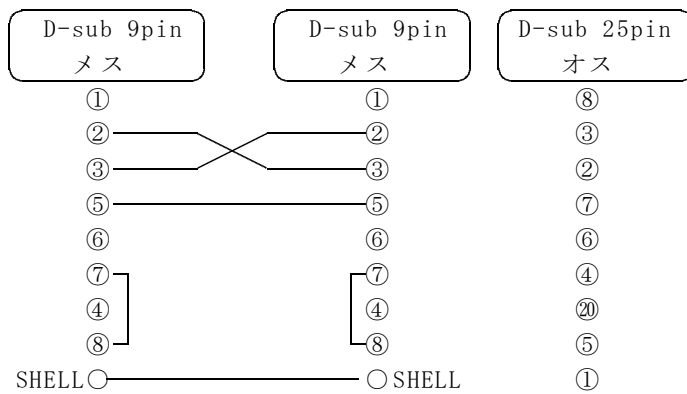 D-sub 9pin D-sub 9pin D-sub 25pin
メス メス オス
① ① ⑧
② ② ③
③ ③ ②
⑤ ⑤ ⑦
⑥ ⑥ ⑥
⑦ ⑦ ④
④ ④ ⑳
⑧ ⑧ ⑤
SHELL SHELL ①